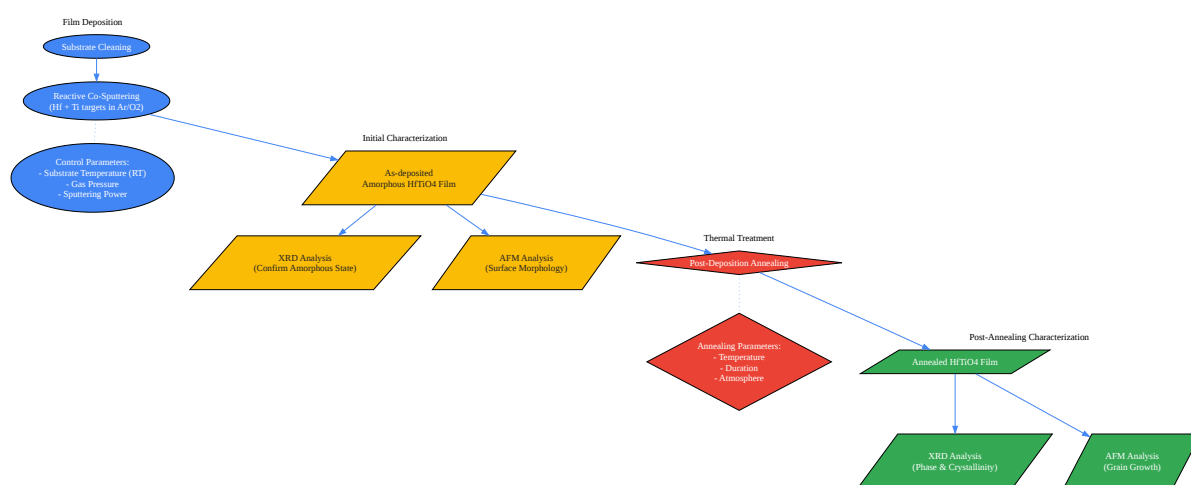 Film Deposition
Substrate Cleaning
Reactive Co-Sputtering
(Hf + Ti targets in Ar/O2)
Control Parameters:
- Substrate Temperature (RT)
- Gas Pressure
- Sputtering Power
Initial Characterization
As-deposited
Amorphous HfTiO4 Film
XRD Analysis
(Confirm Amorphous State)
AFM Analysis
(Surface Morphology)
Thermal Treatment
Post-Deposition Annealing
Annealing Parameters:
- Temperature
- Duration
- Atmosphere
Post-Annealing Characterization
Annealed HfTiO4 Film
XRD Analysis
(Phase & Crystallinity)
AFM Analysis
(Grain Growth)